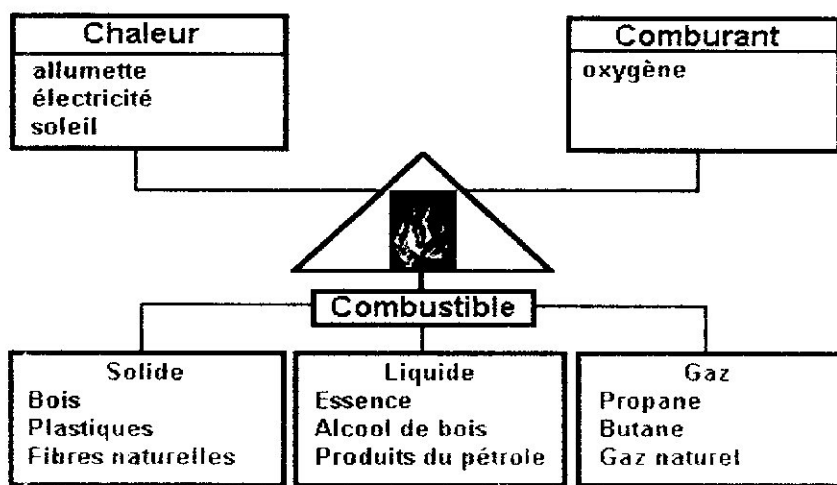 Chaleur
allumette
électricité
soleil
Comburant
oxygène
Combustible
Solide
Bois
Plastiques
Fibres naturelles
Liquide
Essence
Alcool de bois
Produits du pétrole
Gaz
Propane
Butane
Gaz naturel